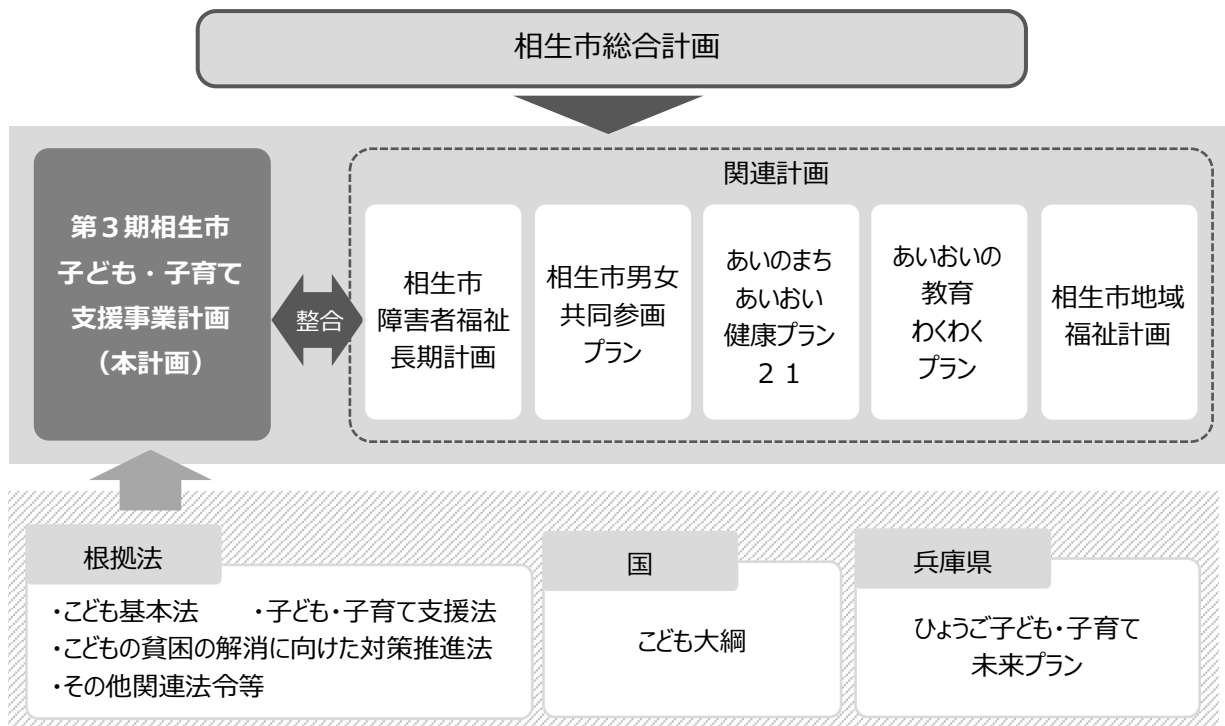 相生市総合計画
第３期相生市
子ども・子育て
支援事業計画
（本計画）
整合
関連計画
相生市
障害者福祉
長期計画
相生市男女
共同参画
プラン
あいのまち
あいおい
健康プラン
２１
あいおいの
教育
わくわく
プラン
相生市地域
福祉計画
根拠法
・こども基本法　　・子ども・子育て支援法
・こどもの貧困の解消に向けた対策推進法
・その他関連法令等
国
こども大綱
兵庫県
ひょうご子ども・子育て
未来プラン